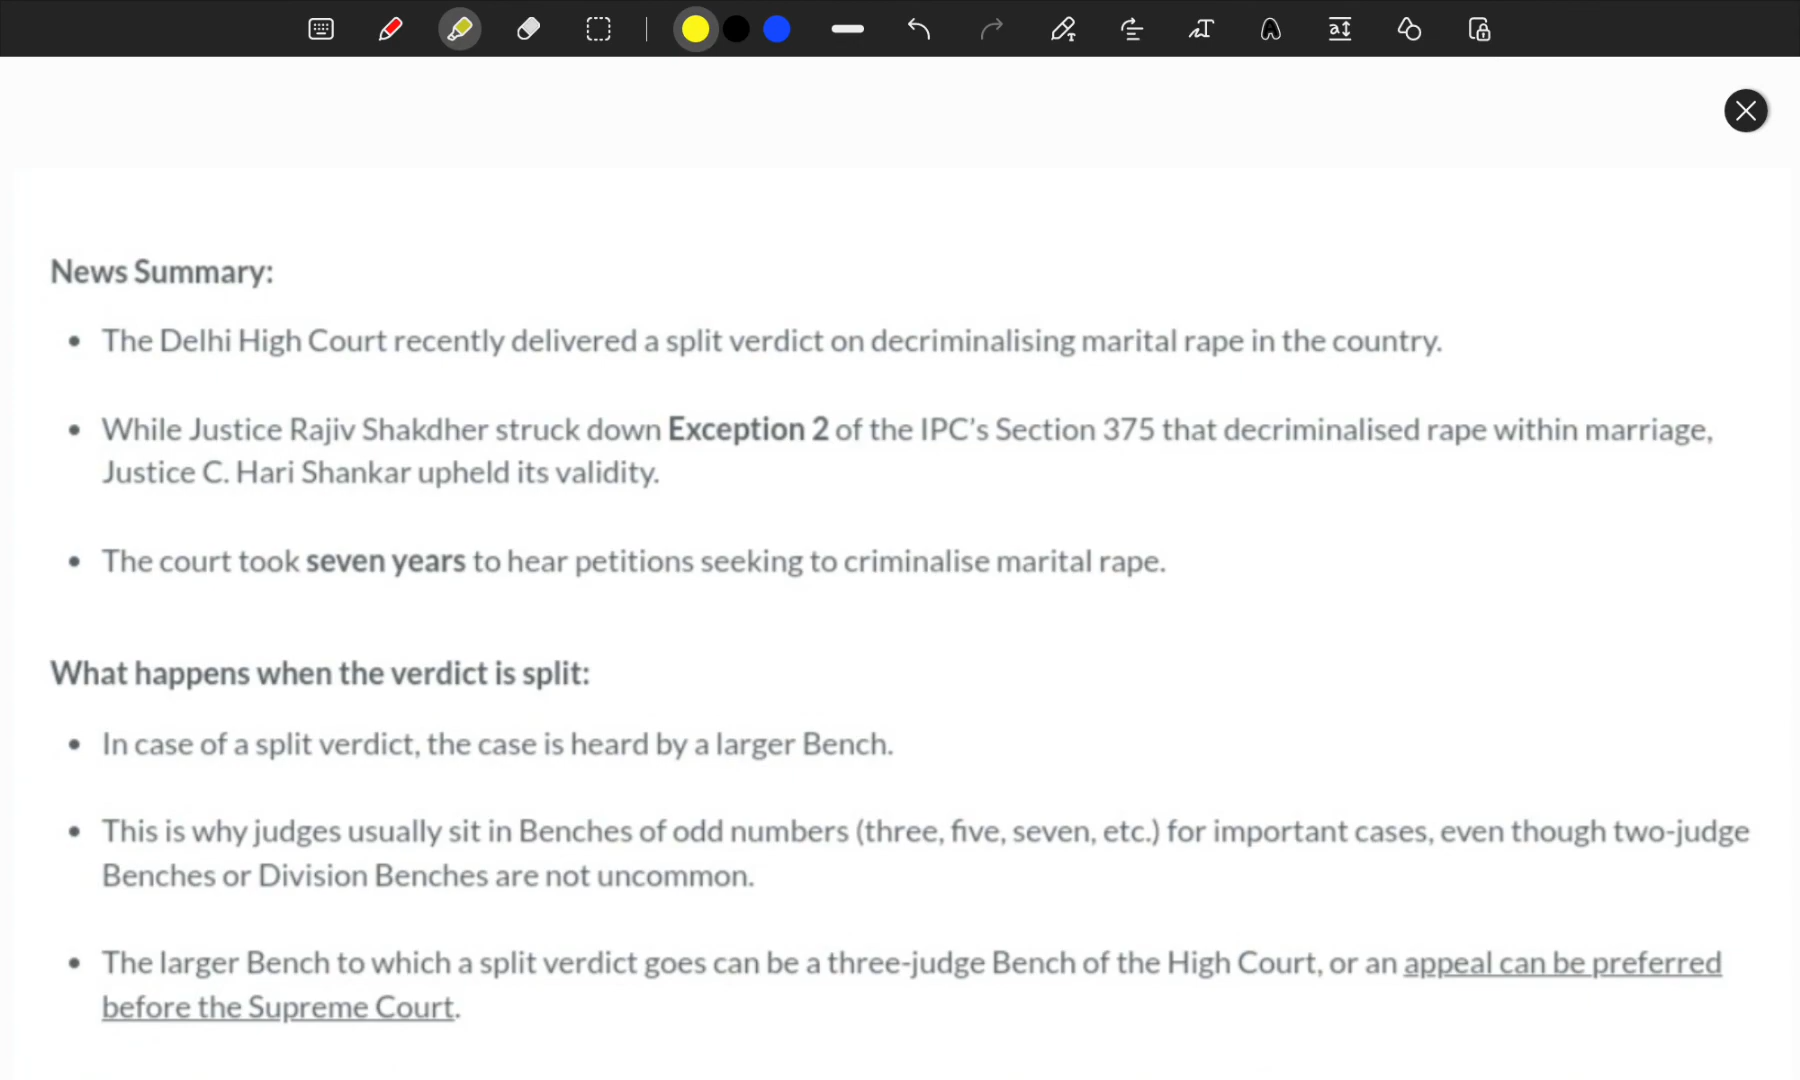 News Summary:
• The Delhi High Court recently delivered a split verdict on decriminalising marital rape in the country.
• While Justice Rajiv Shakdher struck down Exception 2 of the IPC's Section 375 that decriminalised rape within marriage,
Justice C. Hari Shankar upheld its validity.
• The court took seven years to hear petitions seeking to criminalise marital rape.
What happens when the verdict is split:
• In case of a split verdict, the case is heard by a larger Bench.
• This is why judges usually sit in Benches of odd numbers (three, five, seven, etc.) for important cases, even though two-judge
Benches or Division Benches are not uncommon.
• The larger Bench to which a split verdict goes can be a three-judge Bench of the High Court, or an appeal can be preferred
before the Supreme Court.